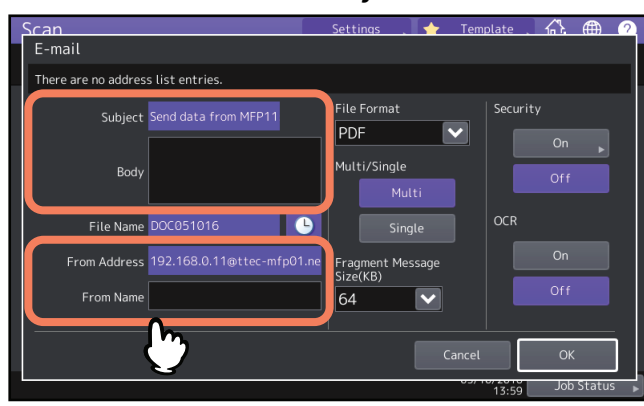 Scan
Settings
Template
E-mail
There are no address list entries.
Subject
Send data from MFP11
Body
File Name
DOC051016
From Address
192.168.0.11@ttec-mfp01.ne
From Name
File Format
PDF
Multi/Single
Multi
Single
Fragment Message
Size(KB)
64
Security
On
Off
OCR
On
Off
Cancel
OK
13:59
Job Status